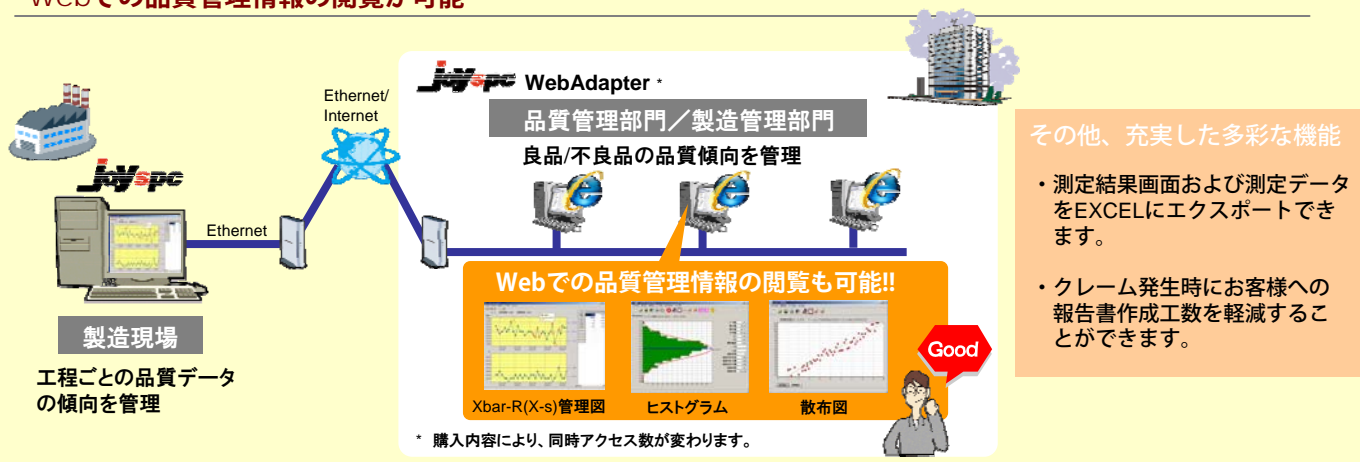 Webでの品質管理情報の閲覧が可能
joyspc WebAdapter *
品質管理部門／製造管理部門
良品/不良品の品質傾向を管理
Ethernet/
Internet
joyspc
Ethernet
製造現場
工程ごとの品質データ
の傾向を管理
Webでの品質管理情報の閲覧も可能!!
Xbar-R(X-s)管理図
ヒストグラム
散布図
Good
* 購入内容により、同時アクセス数が変わります。
その他、充実した多彩な機能
・測定結果画面および測定データ
をEXCELにエクスポートでき
ます。
・クレーム発生時にお客様への
報告書作成工数を軽減するこ
とができます。